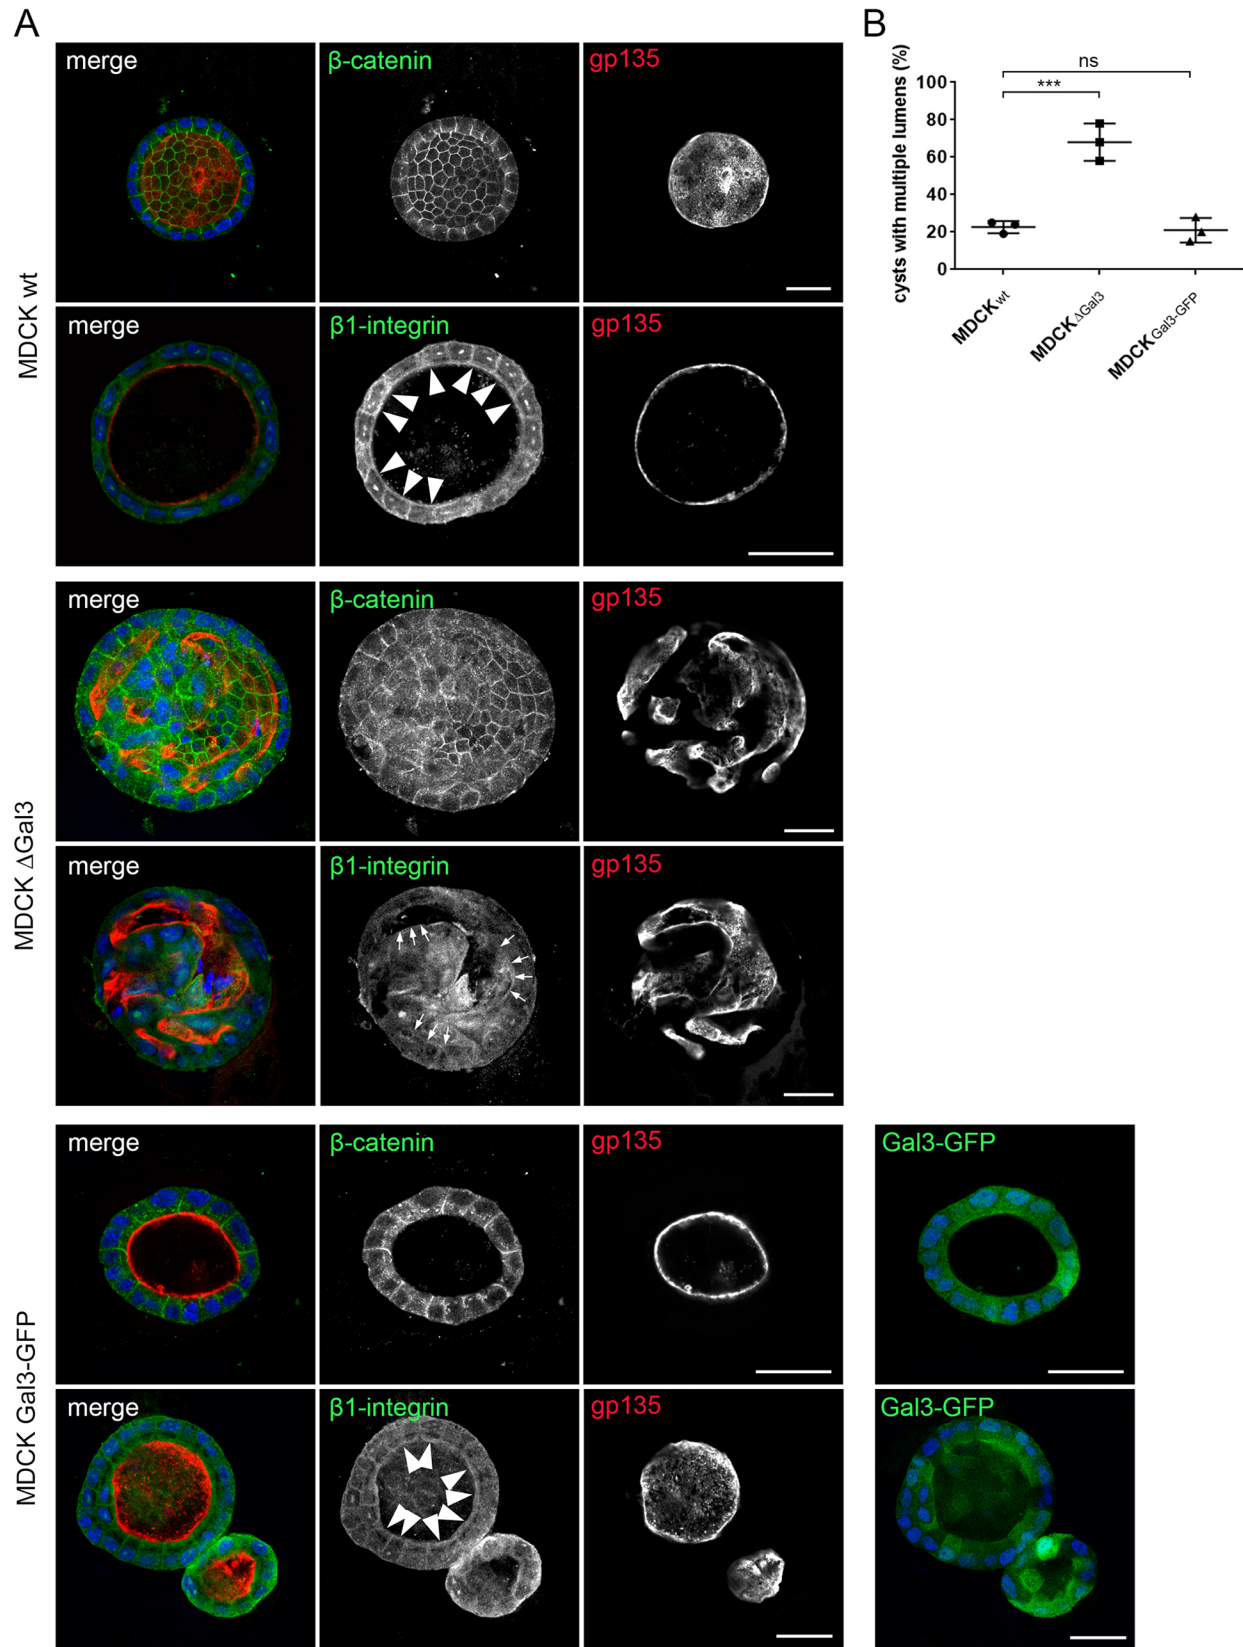 A
B
merge
β-catenin
gp135
MDCK wt
merge
β1-integrin
gp135
merge
β-catenin
gp135
MDCK ΔGal3
merge
β1-integrin
gp135
merge
β-catenin
gp135
Gal3-GFP
MDCK Gal3-GFP
merge
β1-integrin
gp135
Gal3-GFP
cysts with multiple lumens (%)
ns
***
100
80
60
40
20
0
MDCKwt
MDCKΔGal3
MDCKGal3-GFP